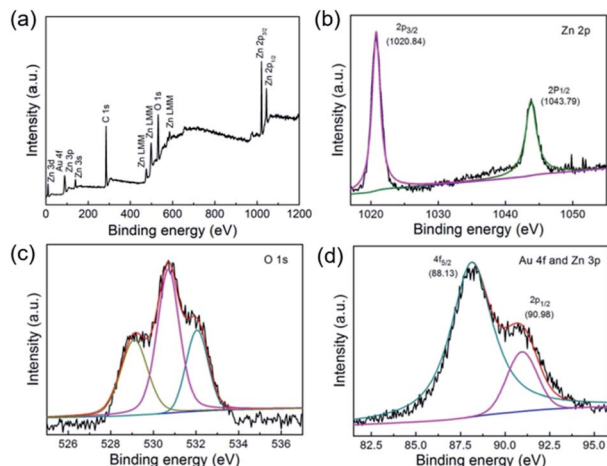 (a)
Intensity (a.u.)
Zn 3d
Au 4f
Zn 3p
Zn 3s
C 1s
Zn LMM
Zn LMM
O 1s
Zn LMM
Zn 2p3/2
Zn 2p1/2
0 200 400 600 800 1000 1200
Binding energy (eV)
(b)
Intensity (a.u.)
2p3/2
(1020.84)
Zn 2p
2P1/2
(1043.79)
1020 1030 1040 1050
Binding energy (eV)
(c)
Intensity (a.u.)
O 1s
526 528 530 532 534 536
Binding energy (eV)
(d)
Intensity (a.u.)
4f5/2
(88.13)
Au 4f and Zn 3p
2p1/2
(90.98)
82.5 85.0 87.5 90.0 92.5 95.0
Binding energy (eV)